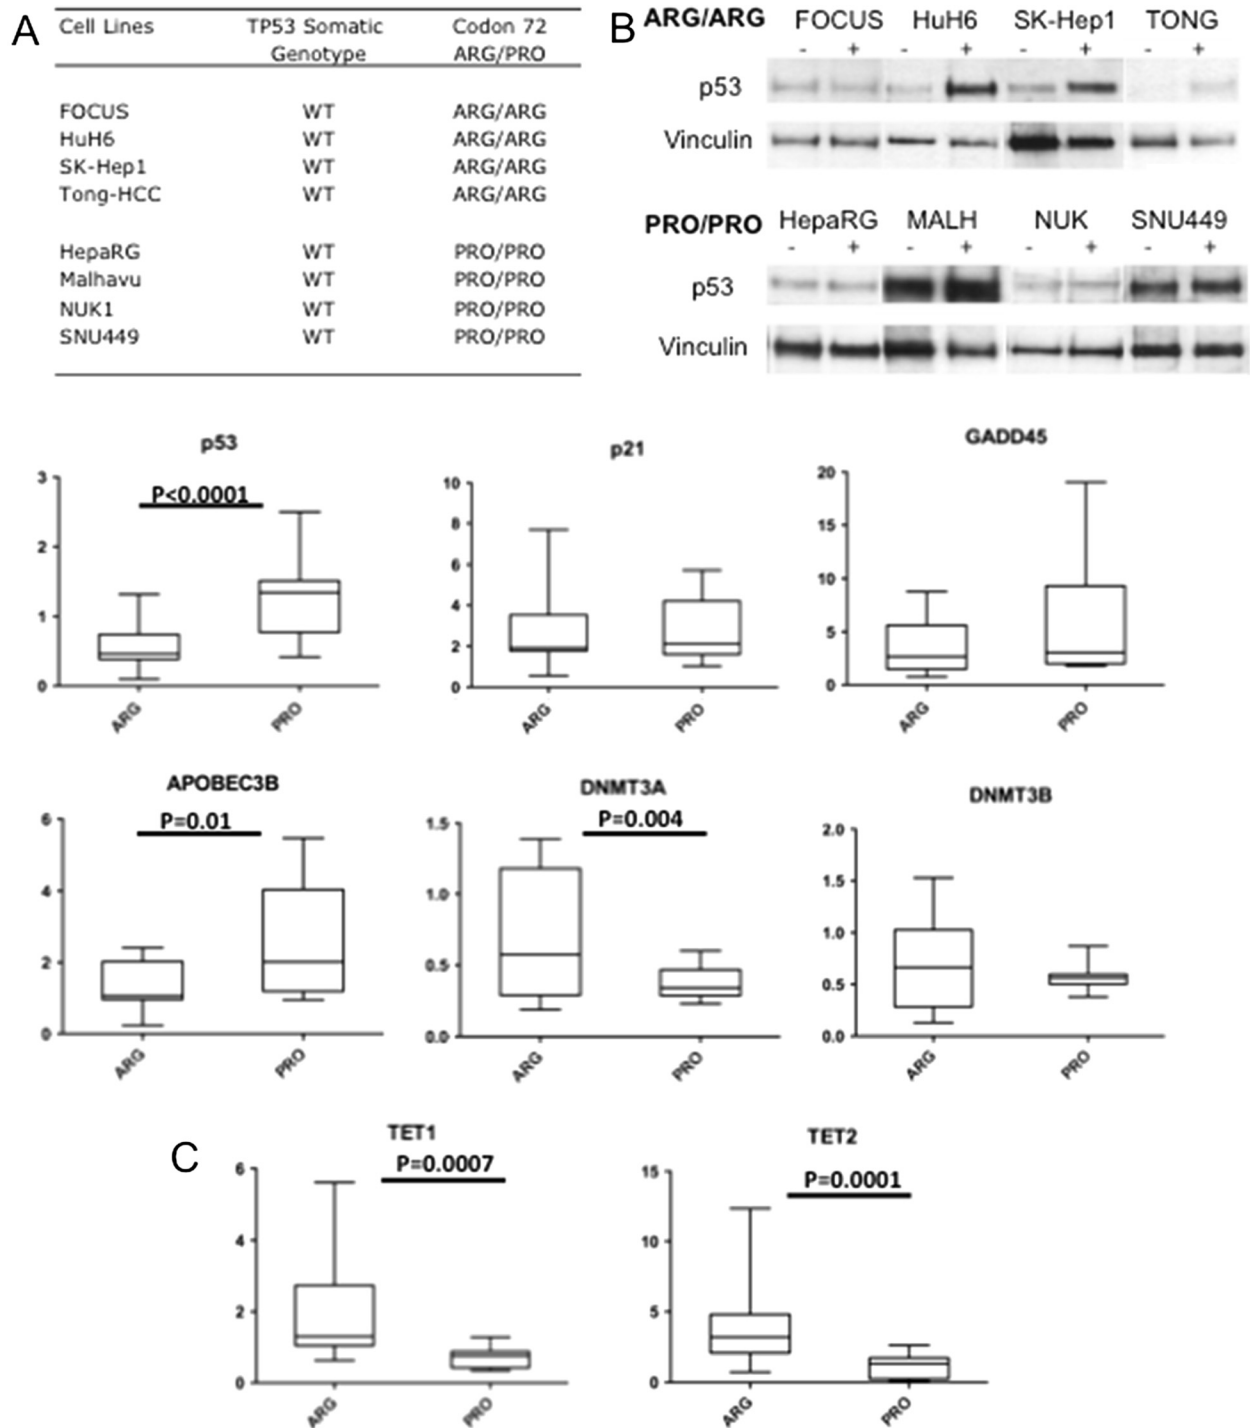 A
Cell Lines TP53 Somatic Codon 72
Genotype ARG/PRO
FOCUS WT ARG/ARG
HuH6 WT ARG/ARG
SK-Hep1 WT ARG/ARG
Tong-HCC WT ARG/ARG
HepaRG WT PRO/PRO
Malhavu WT PRO/PRO
NUK1 WT PRO/PRO
SNU449 WT PRO/PRO
B
ARG/ARG FOCUS HuH6 SK-Hep1 TONG
- + - + - + - +
p53
Vinculin
PRO/PRO HepaRG MALH NUK SNU449
- + - + - + - +
p53
Vinculin
p53
P<0.0001
3
2
1
0
ARG PRO
p21
10
8
6
4
2
0
ARG PRO
GADD45
20
15
10
5
0
ARG PRO
APOBEC3B
P=0.01
6
4
2
0
ARG PRO
DNMT3A
P=0.004
1.5
1.0
0.5
0.0
ARG PRO
DNMT3B
2.0
1.5
1.0
0.5
0.0
ARG PRO
C
TET1
P=0.0007
6
4
2
0
ARG PRO
TET2
P=0.0001
15
10
5
0
ARG PRO